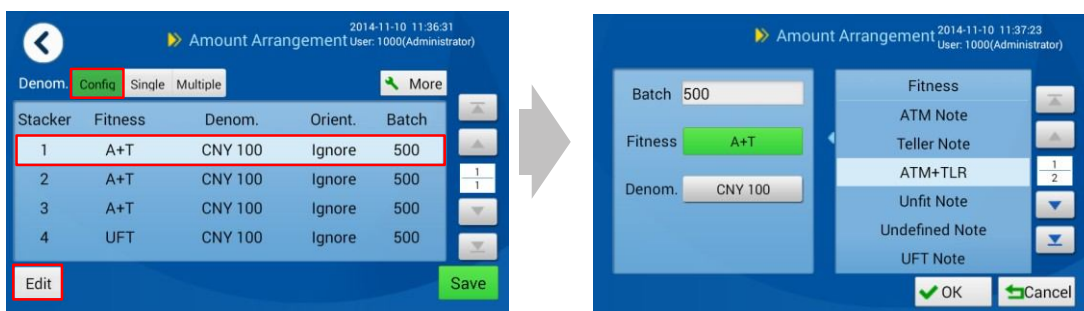 2014-11-10 11:36:31
Amount Arrangement User: 1000(Administrator)
Denom. Config Single Multiple More
Stacker Fitness Denom. Orient. Batch
1 A+T CNY 100 Ignore 500
2 A+T CNY 100 Ignore 500
3 A+T CNY 100 Ignore 500
4 UFT CNY 100 Ignore 500
1
1
Edit Save
2014-11-10 11:37:23
Amount Arrangement User: 1000(Administrator)
Batch 500
Fitness A+T
Denom. CNY 100
Fitness
ATM Note
Teller Note
ATM+TLR
Unfit Note
Undefined Note
UFT Note
1
2
OK Cancel